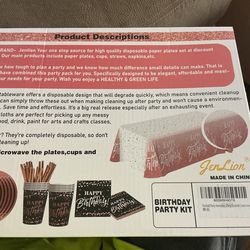 Product Descriptions
BRAND- Jenlion Your one stop source for high quality disposable paper plates set at discount
Our main products include paper plates, cups, straws, napkins,etc.
now how tough to plan a party and we know how much difference small details can make. That is
have combined this party pack for you. Specifically designed to be elegant, affordable and meet
your needs for your party. Wish you enjoy a HEALTHY & GREEN LIFE
tableware offers a disposable design that will degrade quickly, which means convenient cleanup
can simply throw these out when making cleaning up after party and won't cause a environmen-
Save time and effortless. It's a big real release especially after an exhausting event.
cloths are perfect for picking up any messy
food, drink, paint for arts and crafts classes,
They're completely disposable, so don't
cleaning up!
microwave the plates,cups and
HAPPY
Birthday!
HAPPY
Birthday!
JenLion
MADE IN CHIN
BIRTHDAY
PARTY KIT